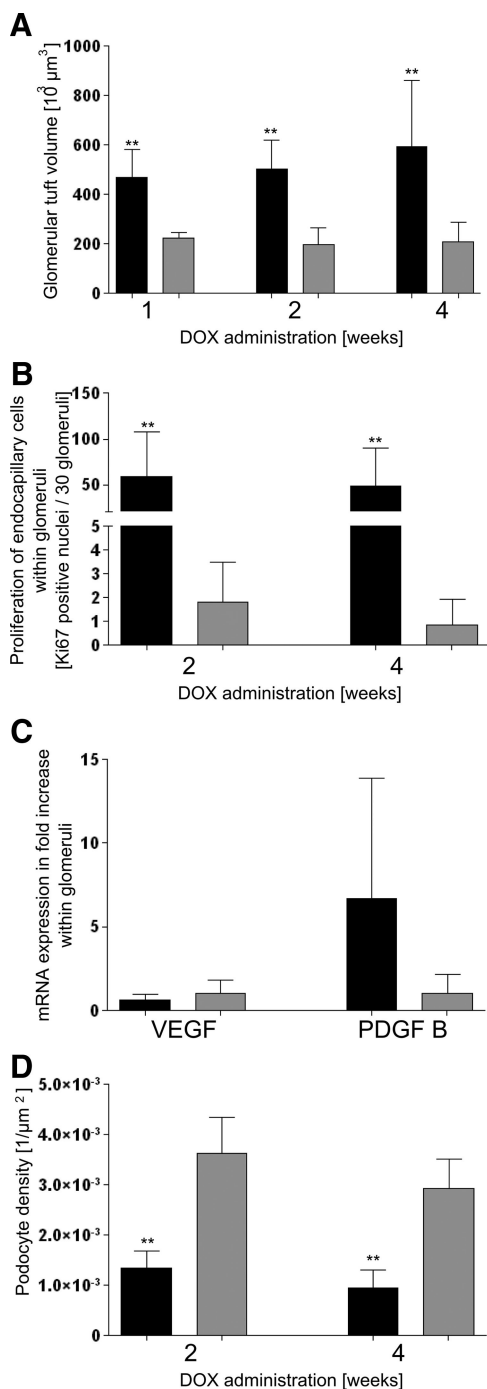 A
Glomerular tuft volume [10³ µm³]
1000
800
600
400
200
0
**
**
**
1 2 4
DOX administration [weeks]
B
Proliferation of endocapillary cells
within glomeruli
[Ki67 positive nuclei / 30 glomeruli]
150
100
50
5
4
3
2
1
0
**
**
2 4
DOX administration [weeks]
C
mRNA expression in fold increase
within glomeruli
15
10
5
0
VEGF PDGF B
D
Podocyte density [1/µm ²]
5.0×10⁻³
4.0×10⁻³
3.0×10⁻³
2.0×10⁻³
1.0×10⁻³
0
**
**
2 4
DOX administration [weeks]